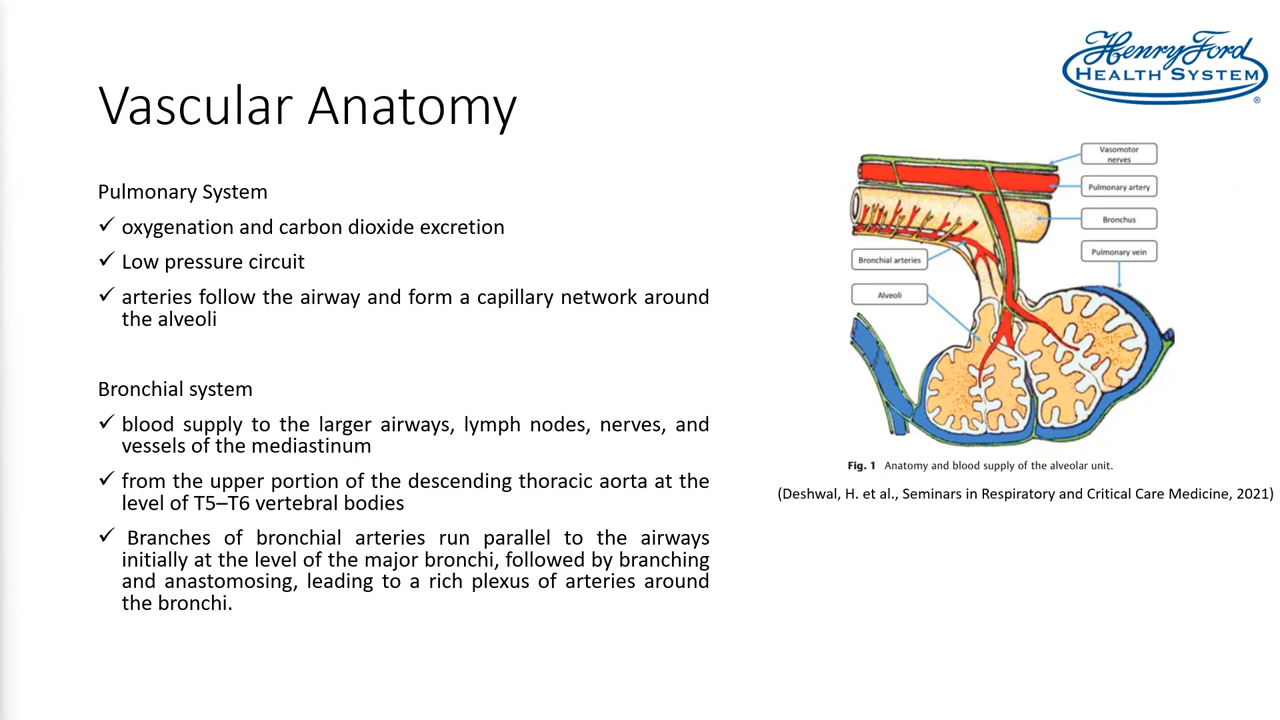 Henry Ford
HEALTH SYSTEM
®
Vascular Anatomy
Pulmonary System
✓ oxygenation and carbon dioxide excretion
✓ Low pressure circuit
✓ arteries follow the airway and form a capillary network around
the alveoli
Bronchial system
✓ blood supply to the larger airways, lymph nodes, nerves, and
vessels of the mediastinum
✓ from the upper portion of the descending thoracic aorta at the
level of T5–T6 vertebral bodies
✓ Branches of bronchial arteries run parallel to the airways
initially at the level of the major bronchi, followed by branching
and anastomosing, leading to a rich plexus of arteries around
the bronchi.
Vasomotor
nerves
Pulmonary artery
Bronchus
Pulmonary vein
Bronchial arteries
Alveoli
Fig. 1 Anatomy and blood supply of the alveolar unit.
(Deshwal, H. et al., Seminars in Respiratory and Critical Care Medicine, 2021)